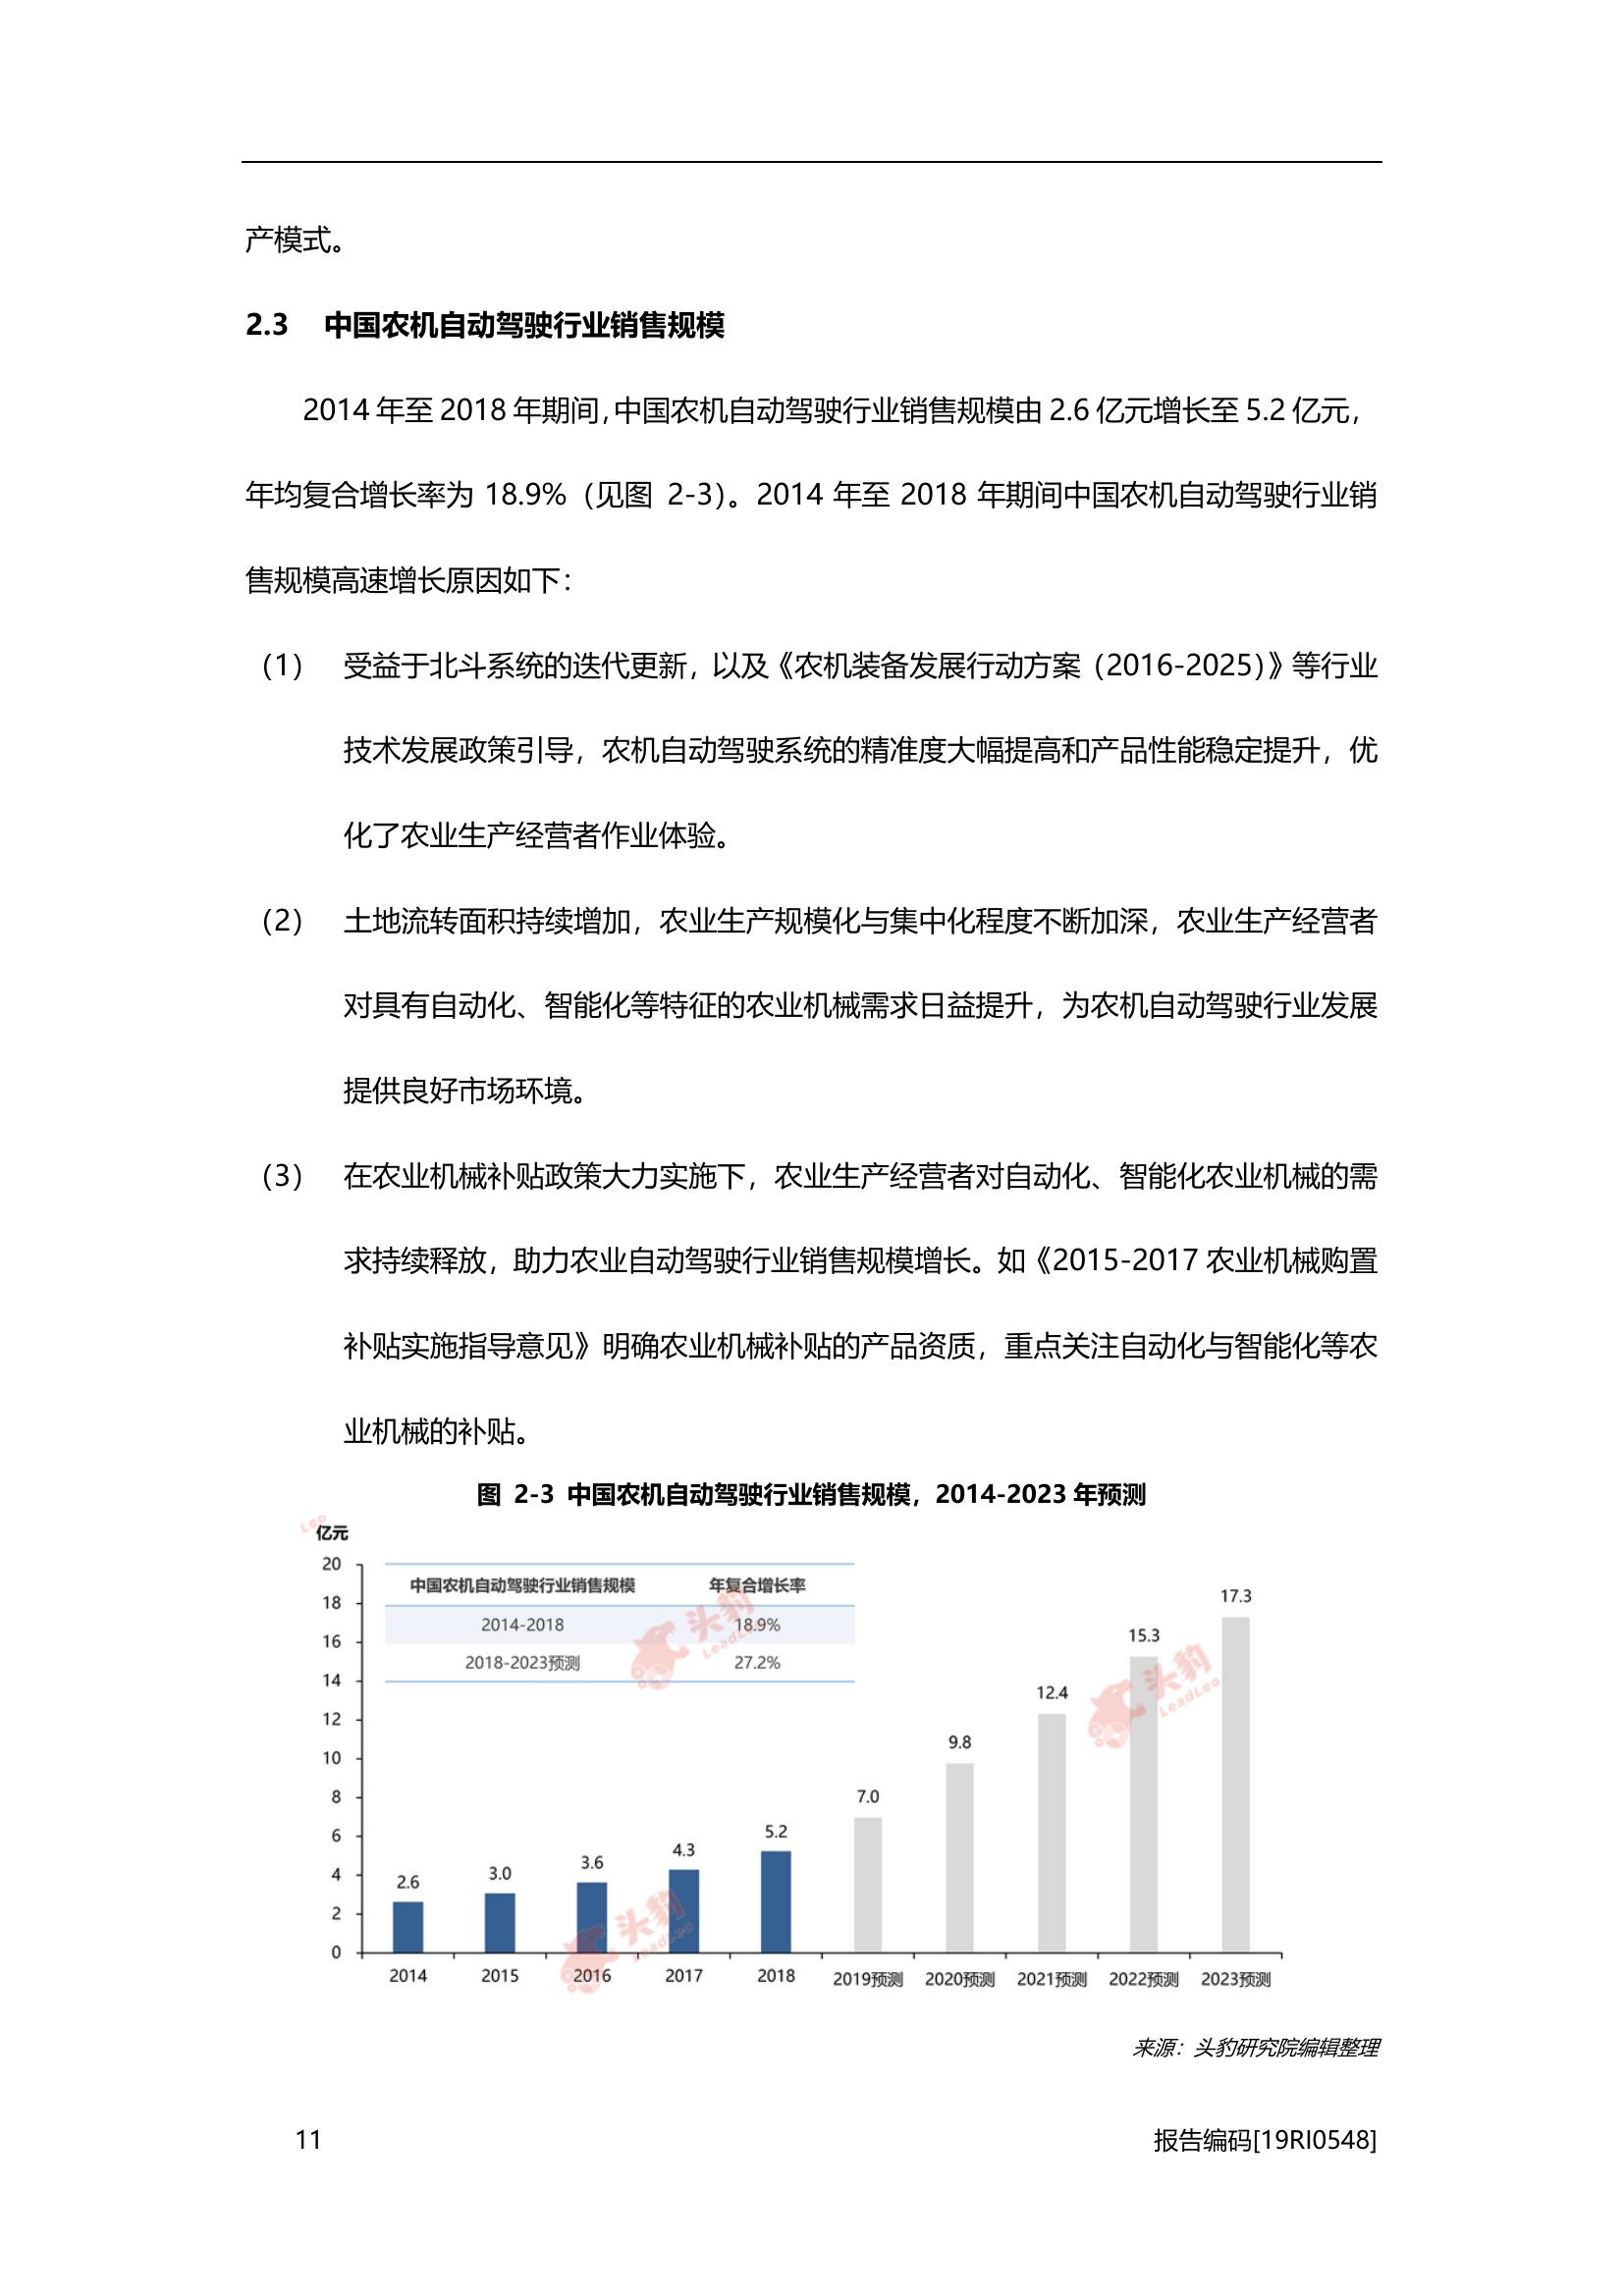 产模式。
2.3 中国农机自动驾驶行业销售规模
2014 年至 2018 年期间，中国农机自动驾驶行业销售规模由 2.6 亿元增长至 5.2 亿元，
年均复合增长率为 18.9%（见图 2-3）。2014 年至 2018 年期间中国农机自动驾驶行业销
售规模高速增长原因如下：
（1） 受益于北斗系统的迭代更新，以及《农机装备发展行动方案（2016-2025）》等行业
技术发展政策引导，农机自动驾驶系统的精准度大幅提高和产品性能稳定提升，优
化了农业生产经营者作业体验。
（2） 土地流转面积持续增加，农业生产规模化与集中化程度不断加深，农业生产经营者
对具有自动化、智能化等特征的农业机械需求日益提升，为农机自动驾驶行业发展
提供良好市场环境。
（3） 在农业机械补贴政策大力实施下，农业生产经营者对自动化、智能化农业机械的需
求持续释放，助力农业自动驾驶行业销售规模增长。如《2015-2017 农业机械购置
补贴实施指导意见》明确农业机械补贴的产品资质，重点关注自动化与智能化等农
业机械的补贴。
图 2-3 中国农机自动驾驶行业销售规模，2014-2023 年预测
Leo
亿元
20
18
16
14
12
10
8
6
4
2
0
中国农机自动驾驶行业销售规模 年复合增长率
2014-2018 18.9%
2018-2023预测 27.2%
头豹
LeadLeo
头豹
LeadLeo
头豹
LeadLeo
2.6
3.0
3.6
4.3
5.2
7.0
9.8
12.4
15.3
17.3
2014 2015 2016 2017 2018 2019预测 2020预测 2021预测 2022预测 2023预测
来源：头豹研究院编辑整理
11 报告编码[19RI0548]